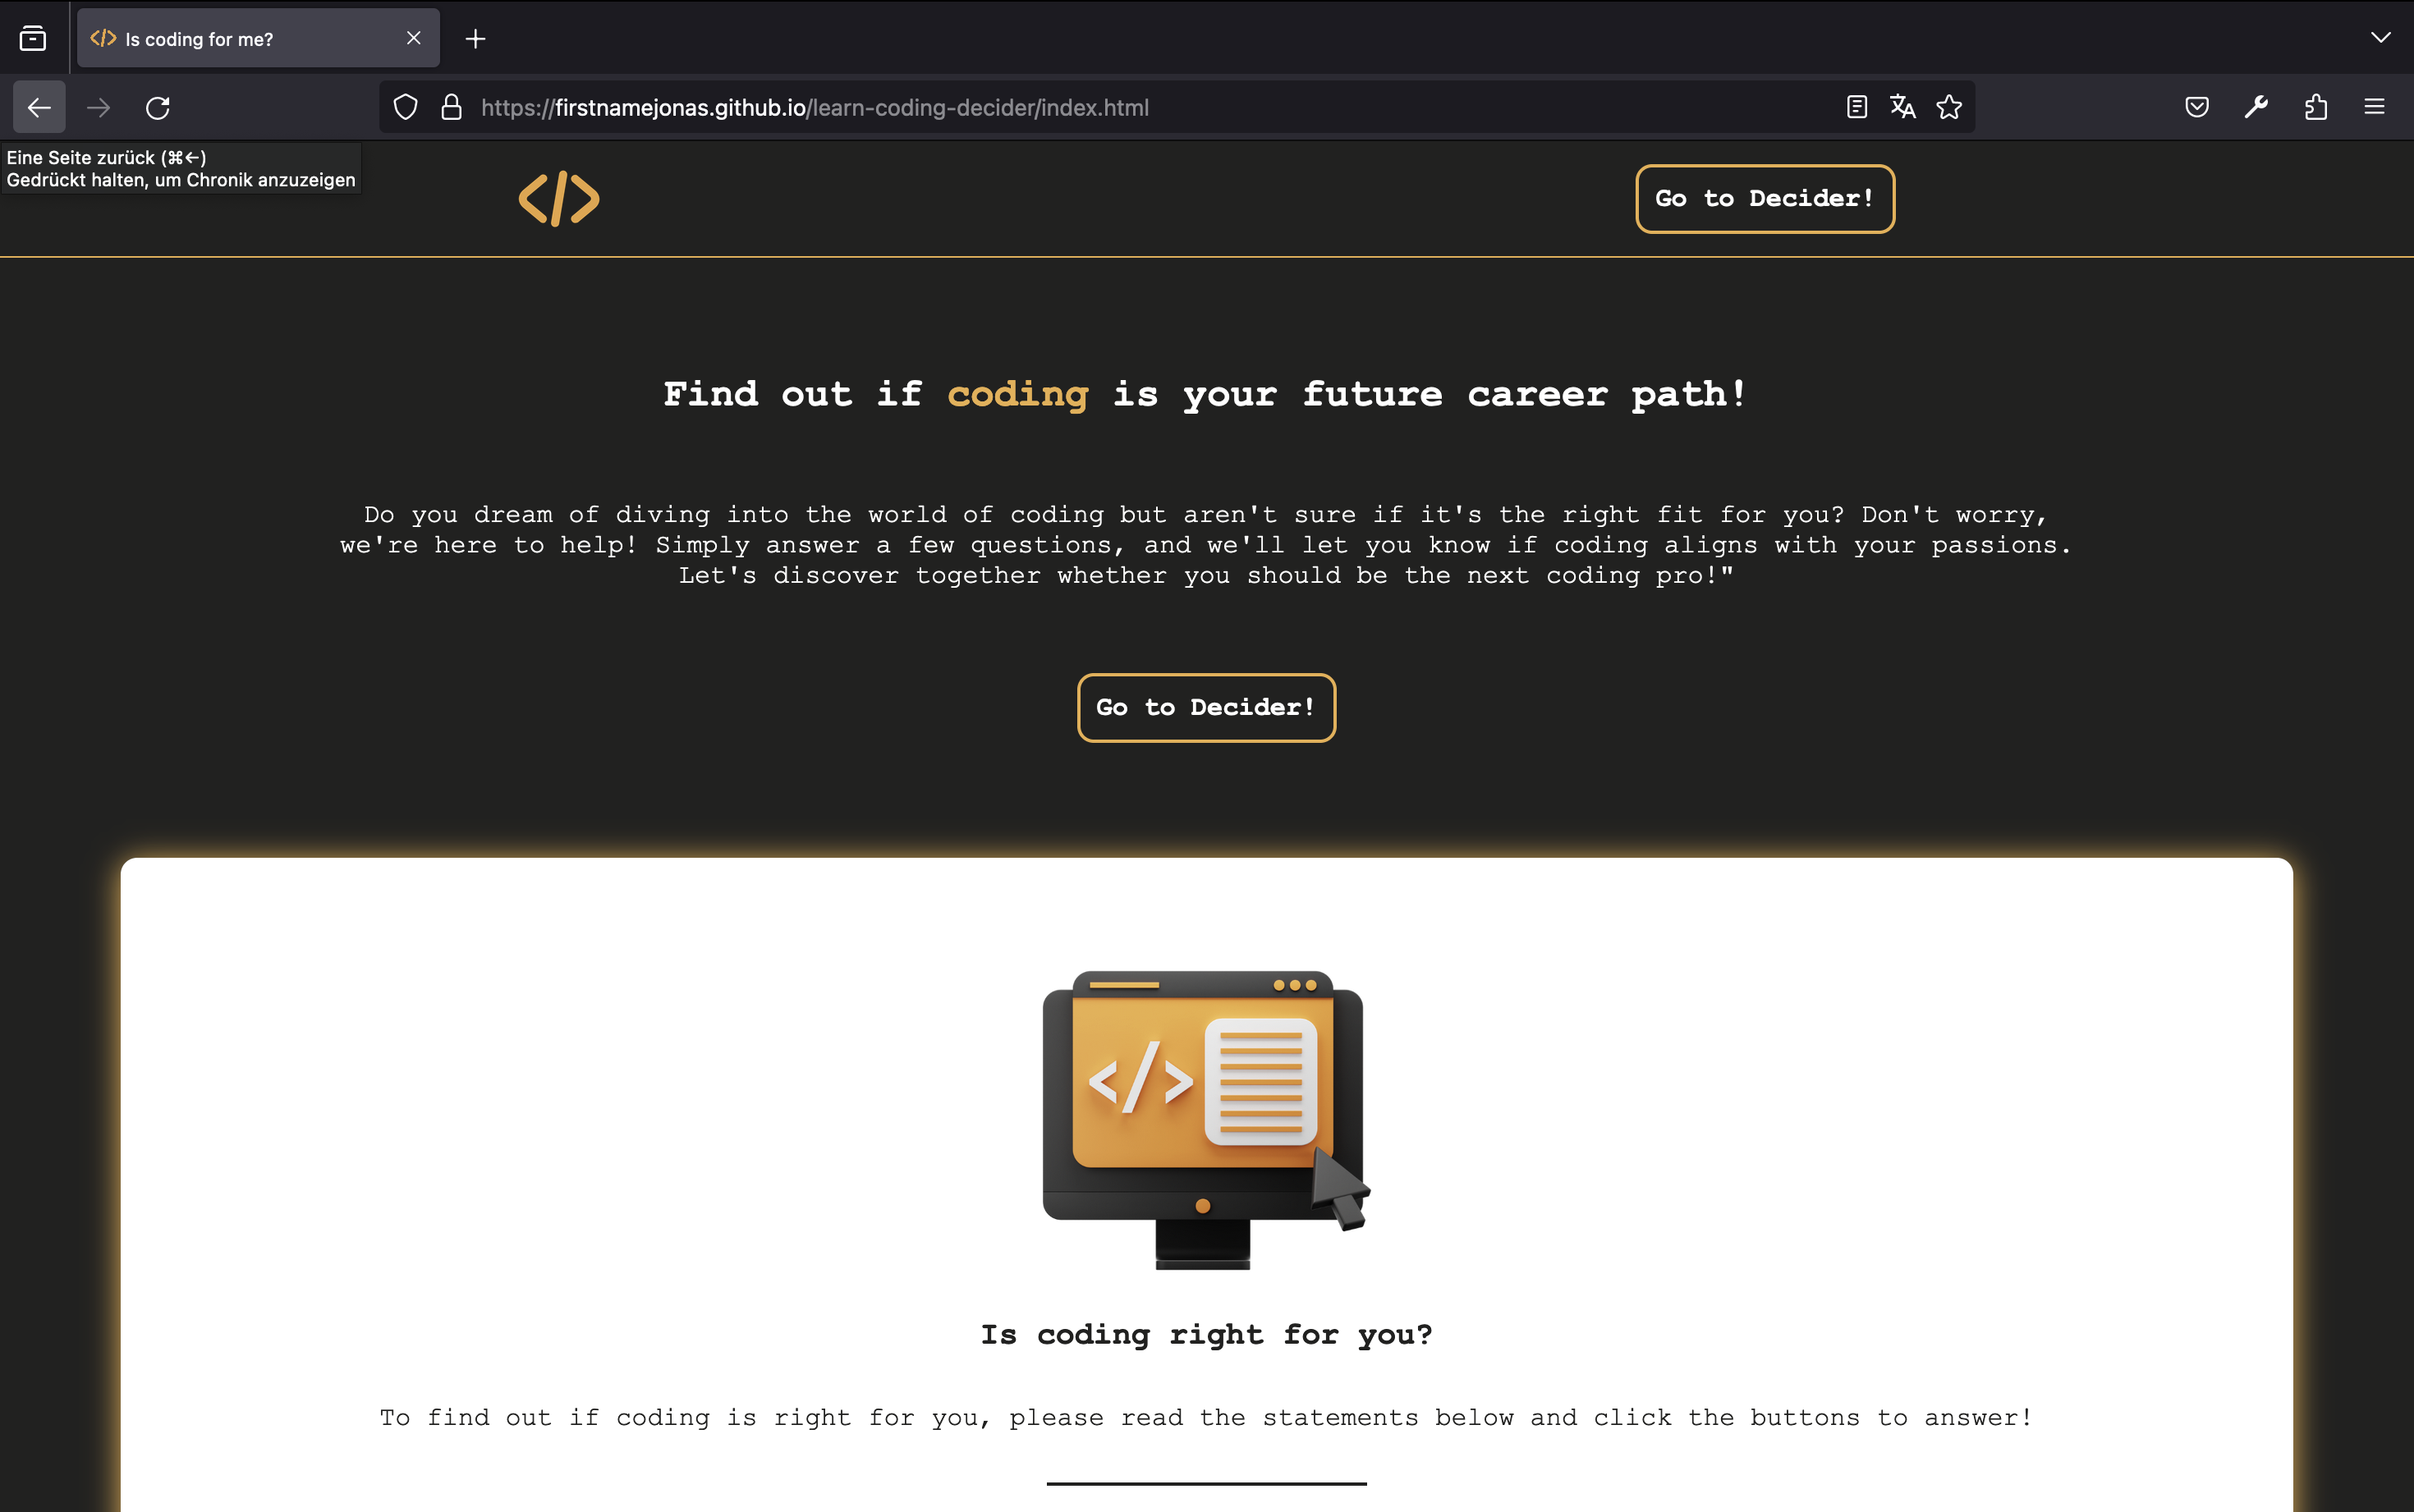 </> Is coding for me?
https://firstnamejonas.github.io/learn-coding-decider/index.html
Eine Seite zurück (⌘←)
Gedrückt halten, um Chronik anzuzeigen
</>
Go to Decider!
Find out if coding is your future career path!
Do you dream of diving into the world of coding but aren't sure if it's the right fit for you? Don't worry,
we're here to help! Simply answer a few questions, and we'll let you know if coding aligns with your passions.
Let's discover together whether you should be the next coding pro!"
Go to Decider!
</>
Is coding right for you?
To find out if coding is right for you, please read the statements below and click the buttons to answer!